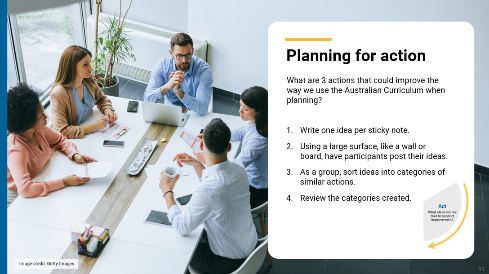 Planning for action
What are 3 actions that could improve the
way we use the Australian Curriculum when
planning?
1. Write one idea per sticky note.
2. Using a large surface, like a wall or
board, have participants post their ideas.
3. As a group, sort ideas into categories of
similar actions.
4. Review the categories created.
Act
Image credit: Getty Images